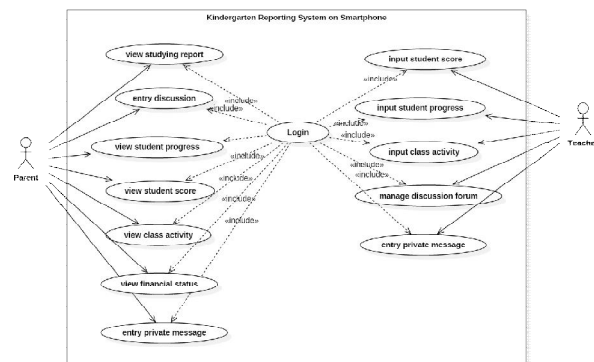 Kindergarten Reporting System on Smartphone
view studying report
input student score
«include»
entry discussion
«include»
«include»
input student progress
Login
«include»
«include»
view student progress
input class activity
«include»
«include»
«include»
Parent
Teache
«include»
view student score
manage discussion forum
«include»
«include»
view class activity
entry private message
view financial status
entry private message